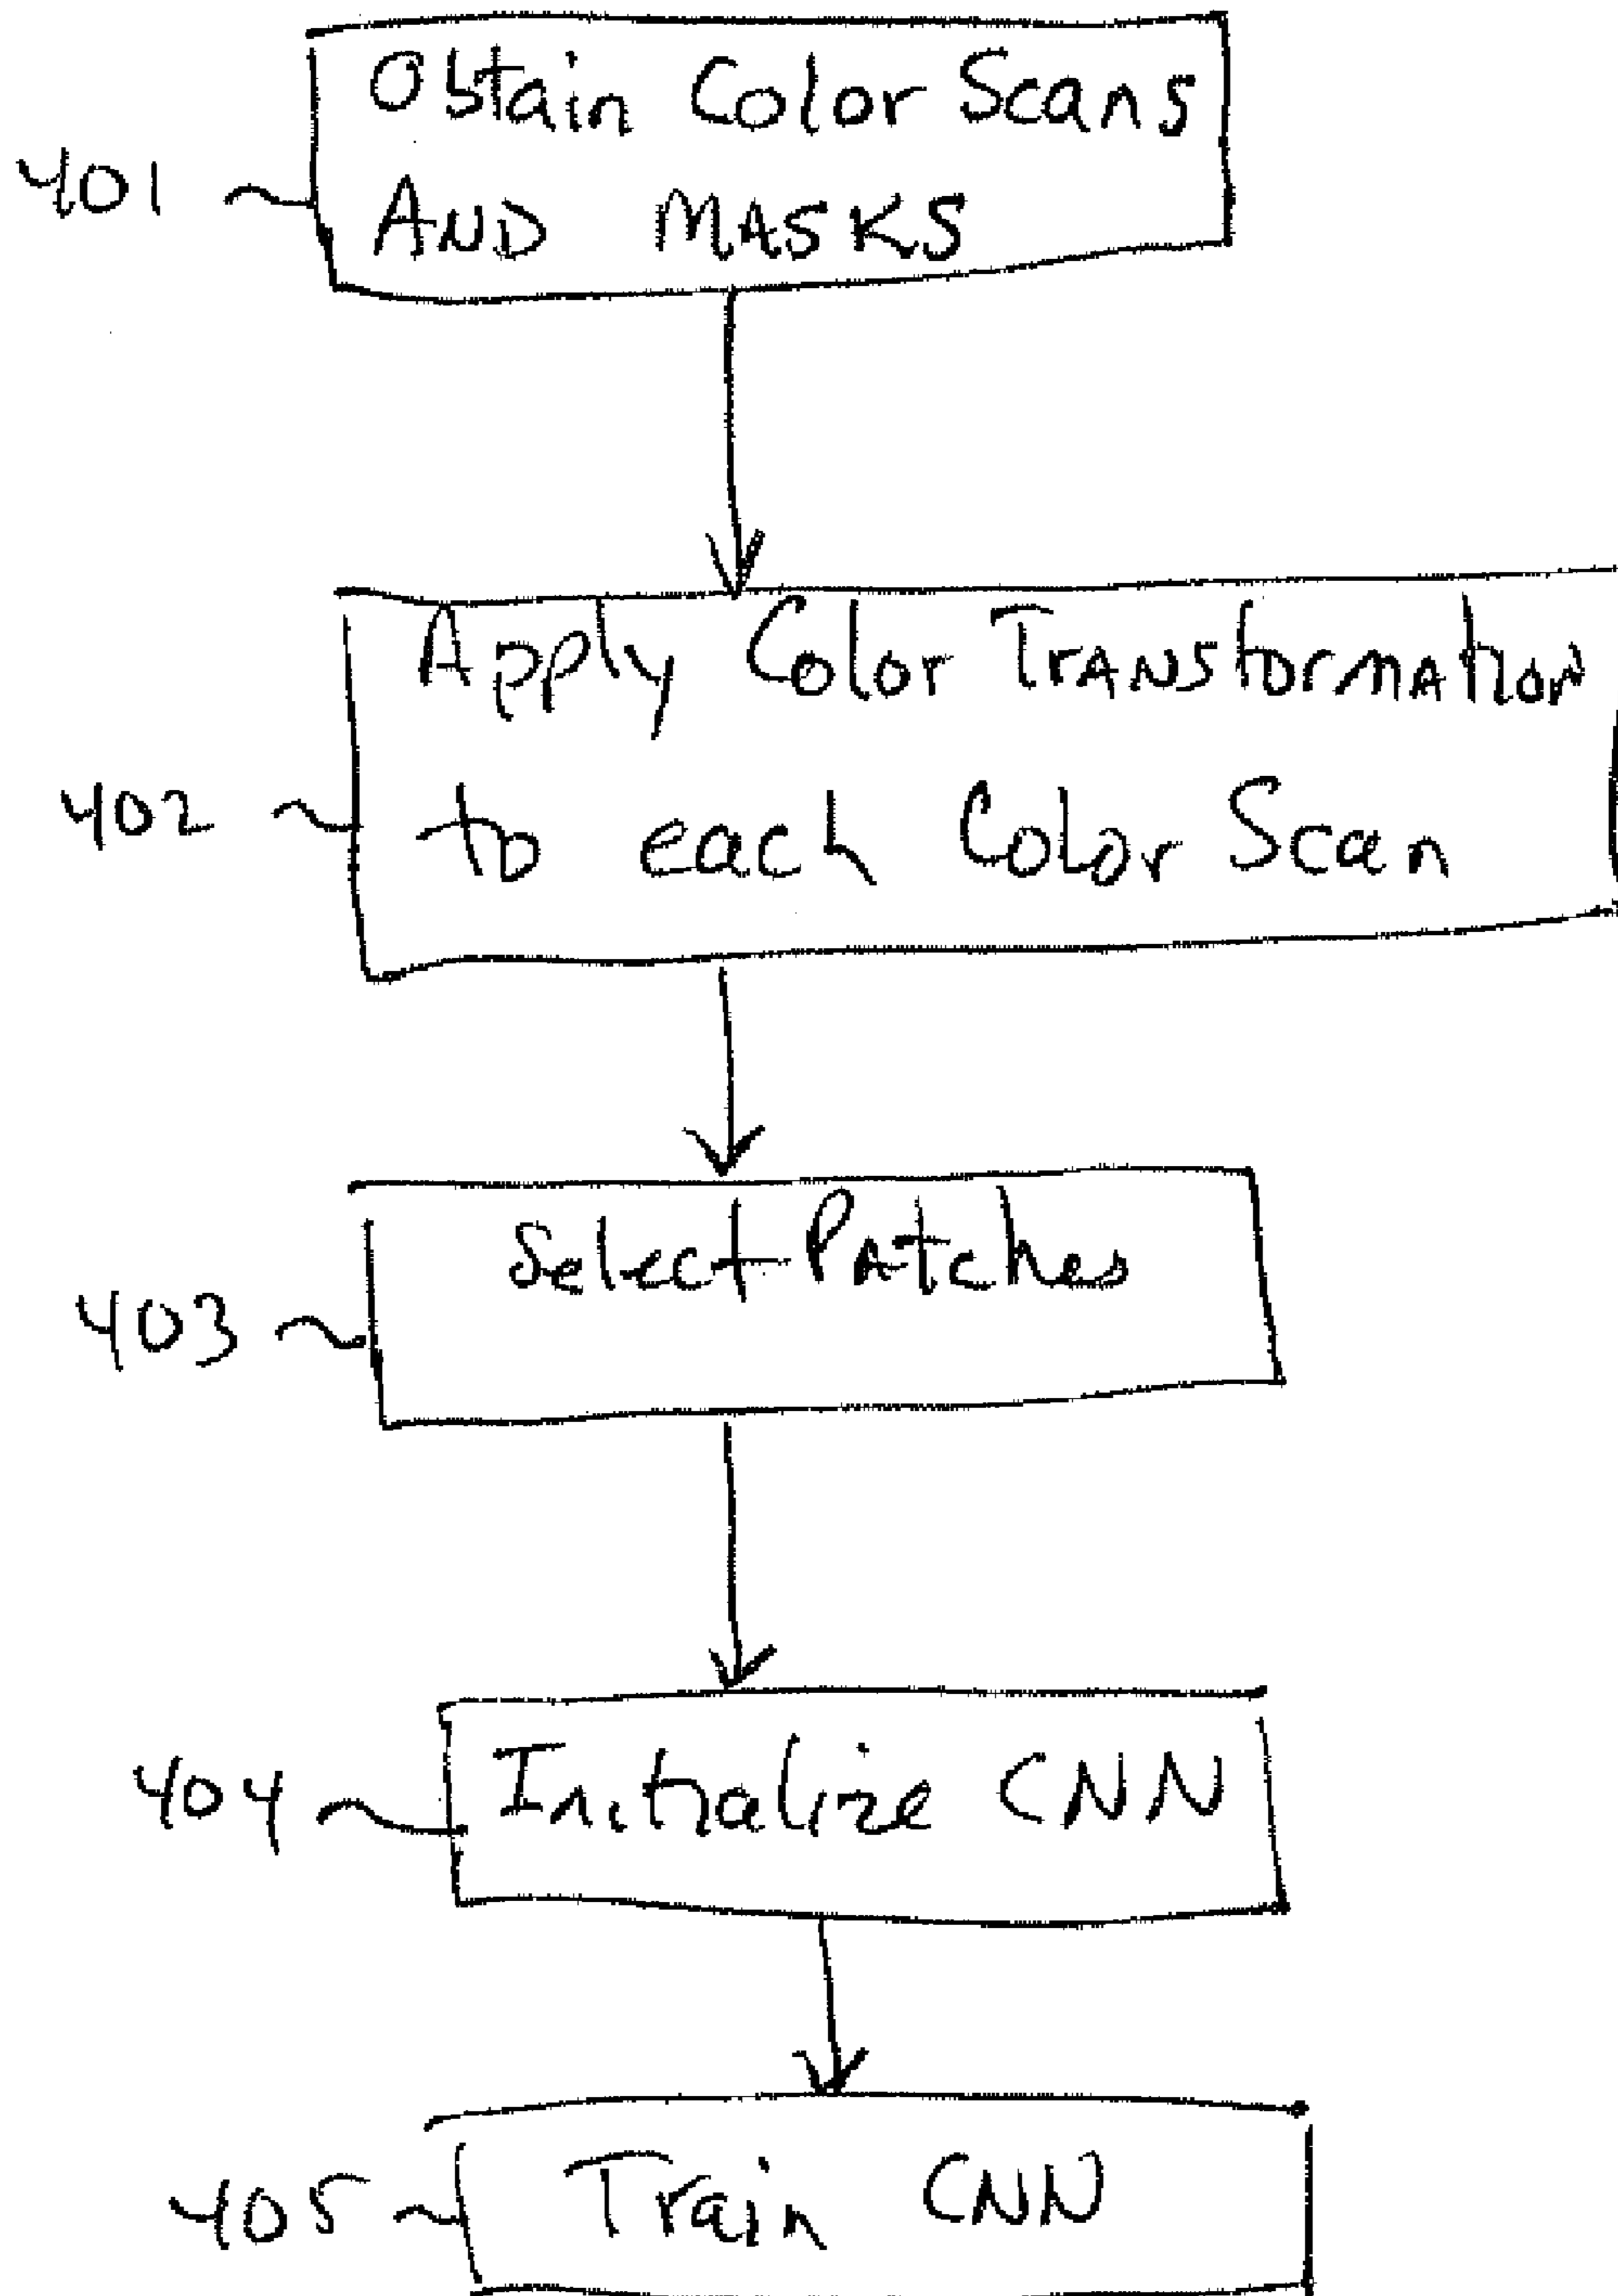 Obtain Color Scans
401
AND MASKS
Apply Color Transformation
402
to each Color Scan
Select Patches
403
404
Initialize CNN
405
Train CNN